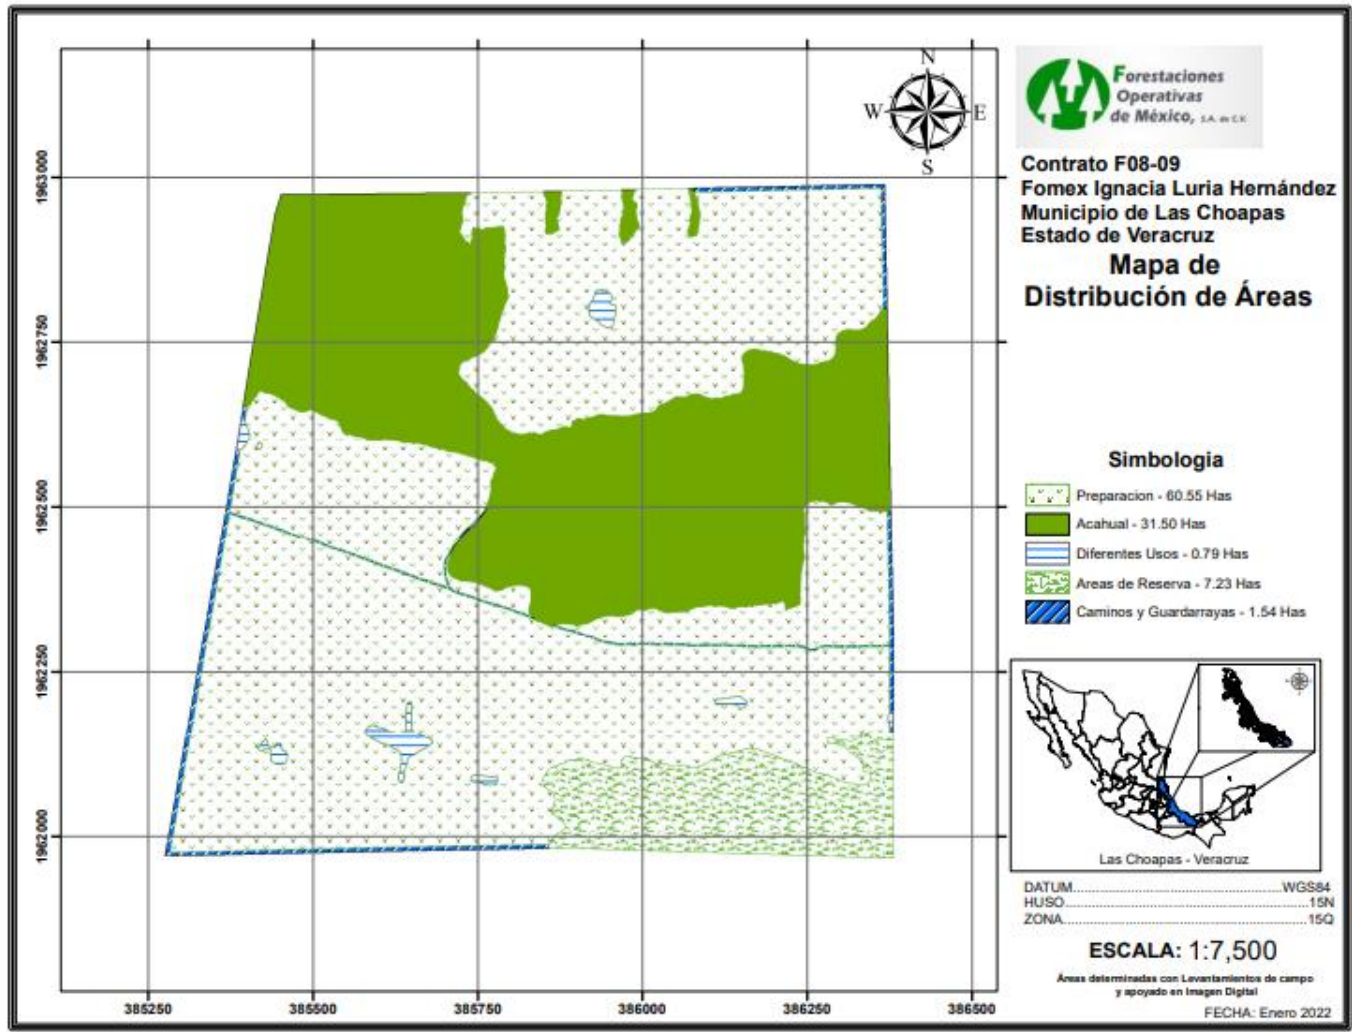 N
W
E
S
Forestaciones
Operativas
de México, S.A. de C.V.
Contrato F08-09
Fomex Ignacia Luria Hernández
Municipio de Las Choapas
Estado de Veracruz
Mapa de
Distribución de Áreas
Simbologia
Preparacion - 60.55 Has
Acahual - 31.50 Has
Diferentes Usos - 0.79 Has
Areas de Reserva - 7.23 Has
Caminos y Guardarrayas - 1.54 Has
Las Choapas - Veracruz
DATUM......WGS84
HUSO......15N
ZONA......15Q
ESCALA: 1:7,500
Áreas determinadas con Levantamientos de campo
y apoyado en Imagen Digital
FECHA: Enero 2022
1963000
1962750
1962500
1962250
1962000
385250
385500
385750
386000
386250
386500